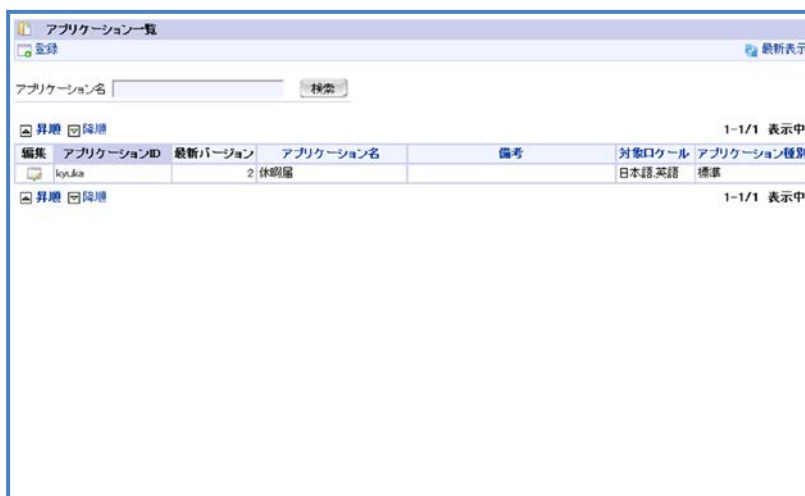 アプリケーション一覧
登録 最新表示
アプリケーション名 検索
昇順 降順 1-1/1 表示中
編集 アプリケーションID 最新バージョン アプリケーション名 備考 対象ロケール アプリケーション種別
kyuka 2 休暇届 日本語,英語 標準
昇順 降順 1-1/1 表示中